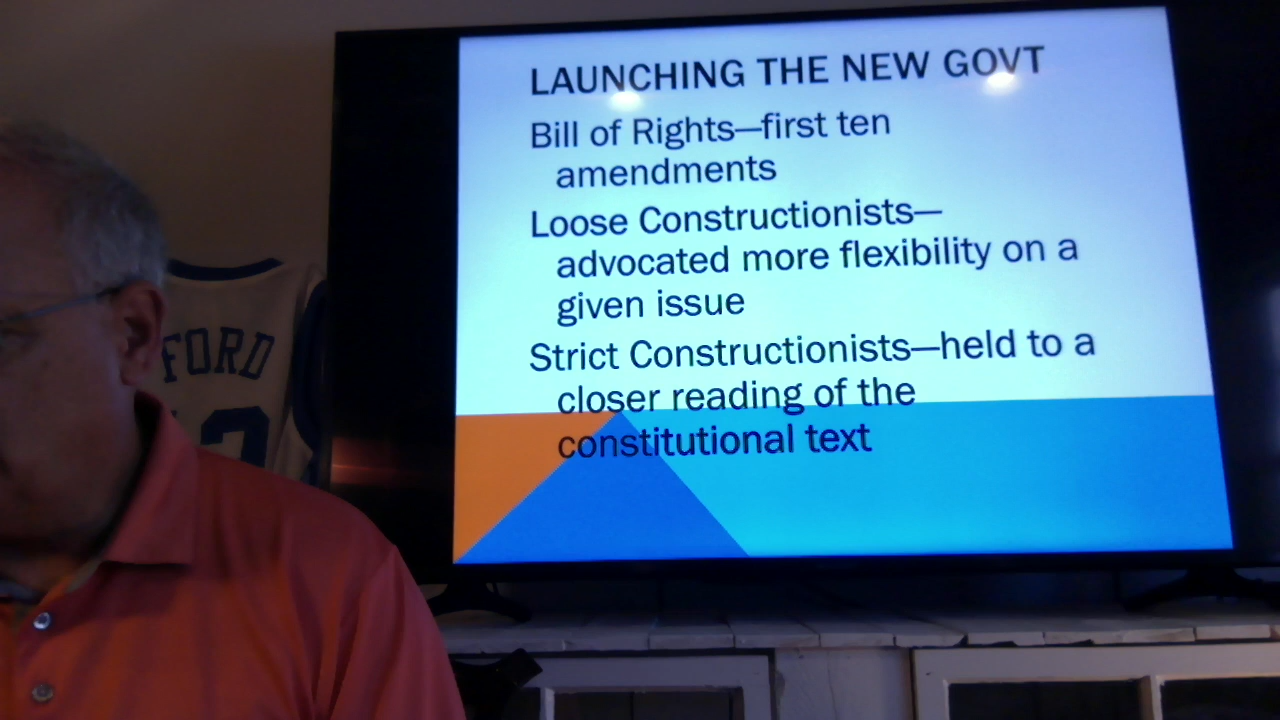 LAUNCHING THE NEW GOVT
Bill of Rights—first ten
amendments
Loose Constructionists—
advocated more flexibility on a
given issue
Strict Constructionists—held to a
closer reading of the
constitutional text
FORD